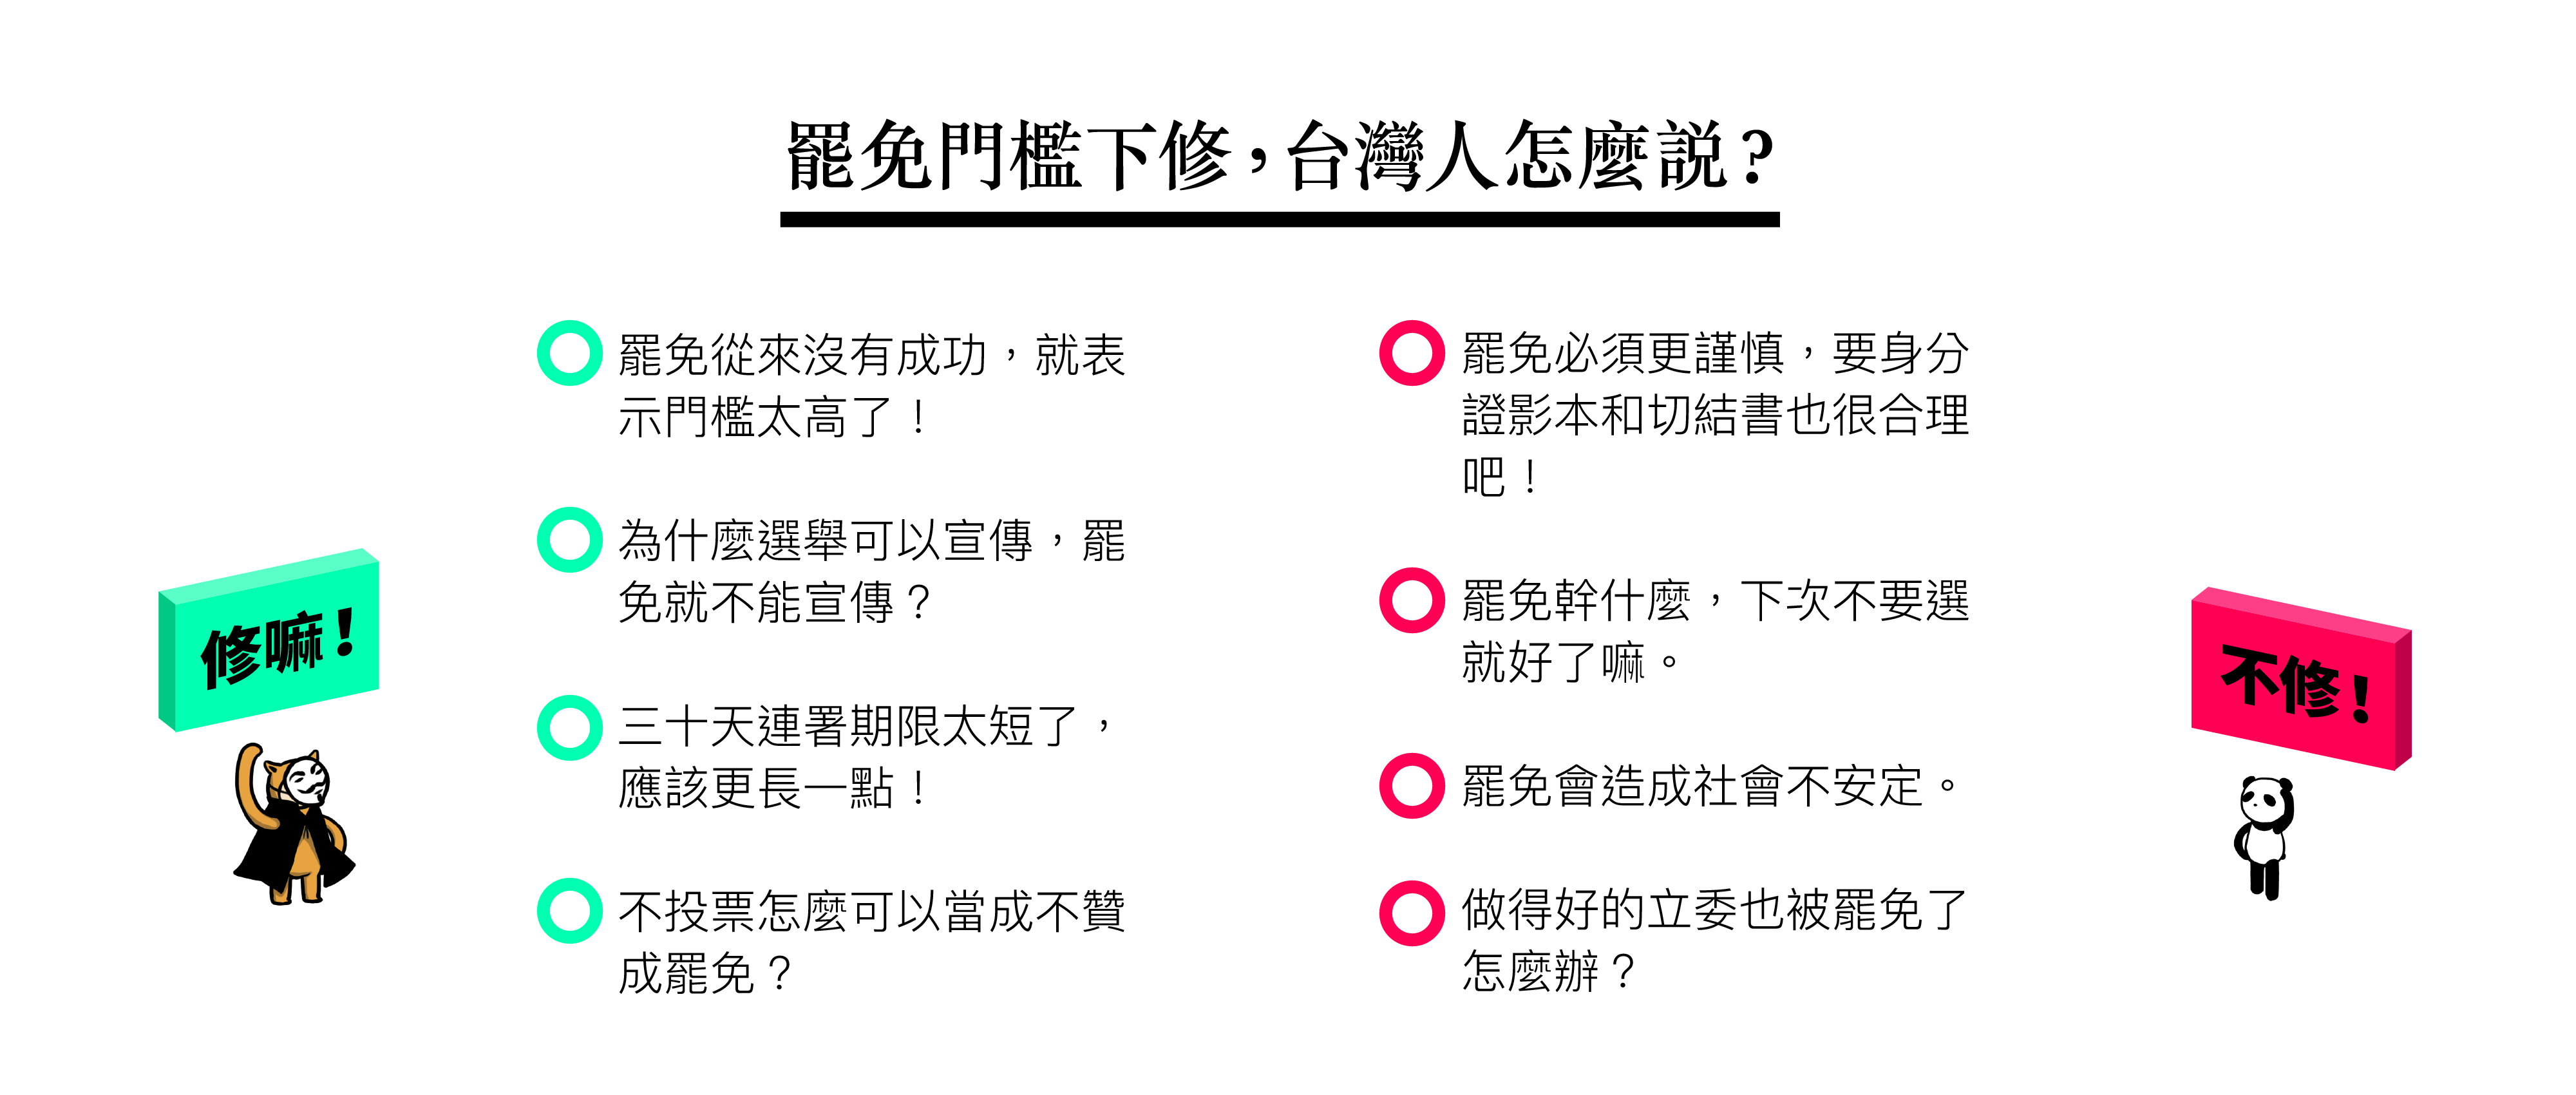 罷免門檻下修，台灣人怎麼説？
修嘛！
罷免從來沒有成功，就表
示門檻太高了！
為什麼選舉可以宣傳，罷
免就不能宣傳？
三十天連署期限太短了，
應該更長一點！
不投票怎麼可以當成不贊
成罷免？
罷免必須更謹慎，要身分
證影本和切結書也很合理
吧！
罷免幹什麼，下次不要選
就好了嘛。
罷免會造成社會不安定。
做得好的立委也被罷免了
怎麼辦？
不修！